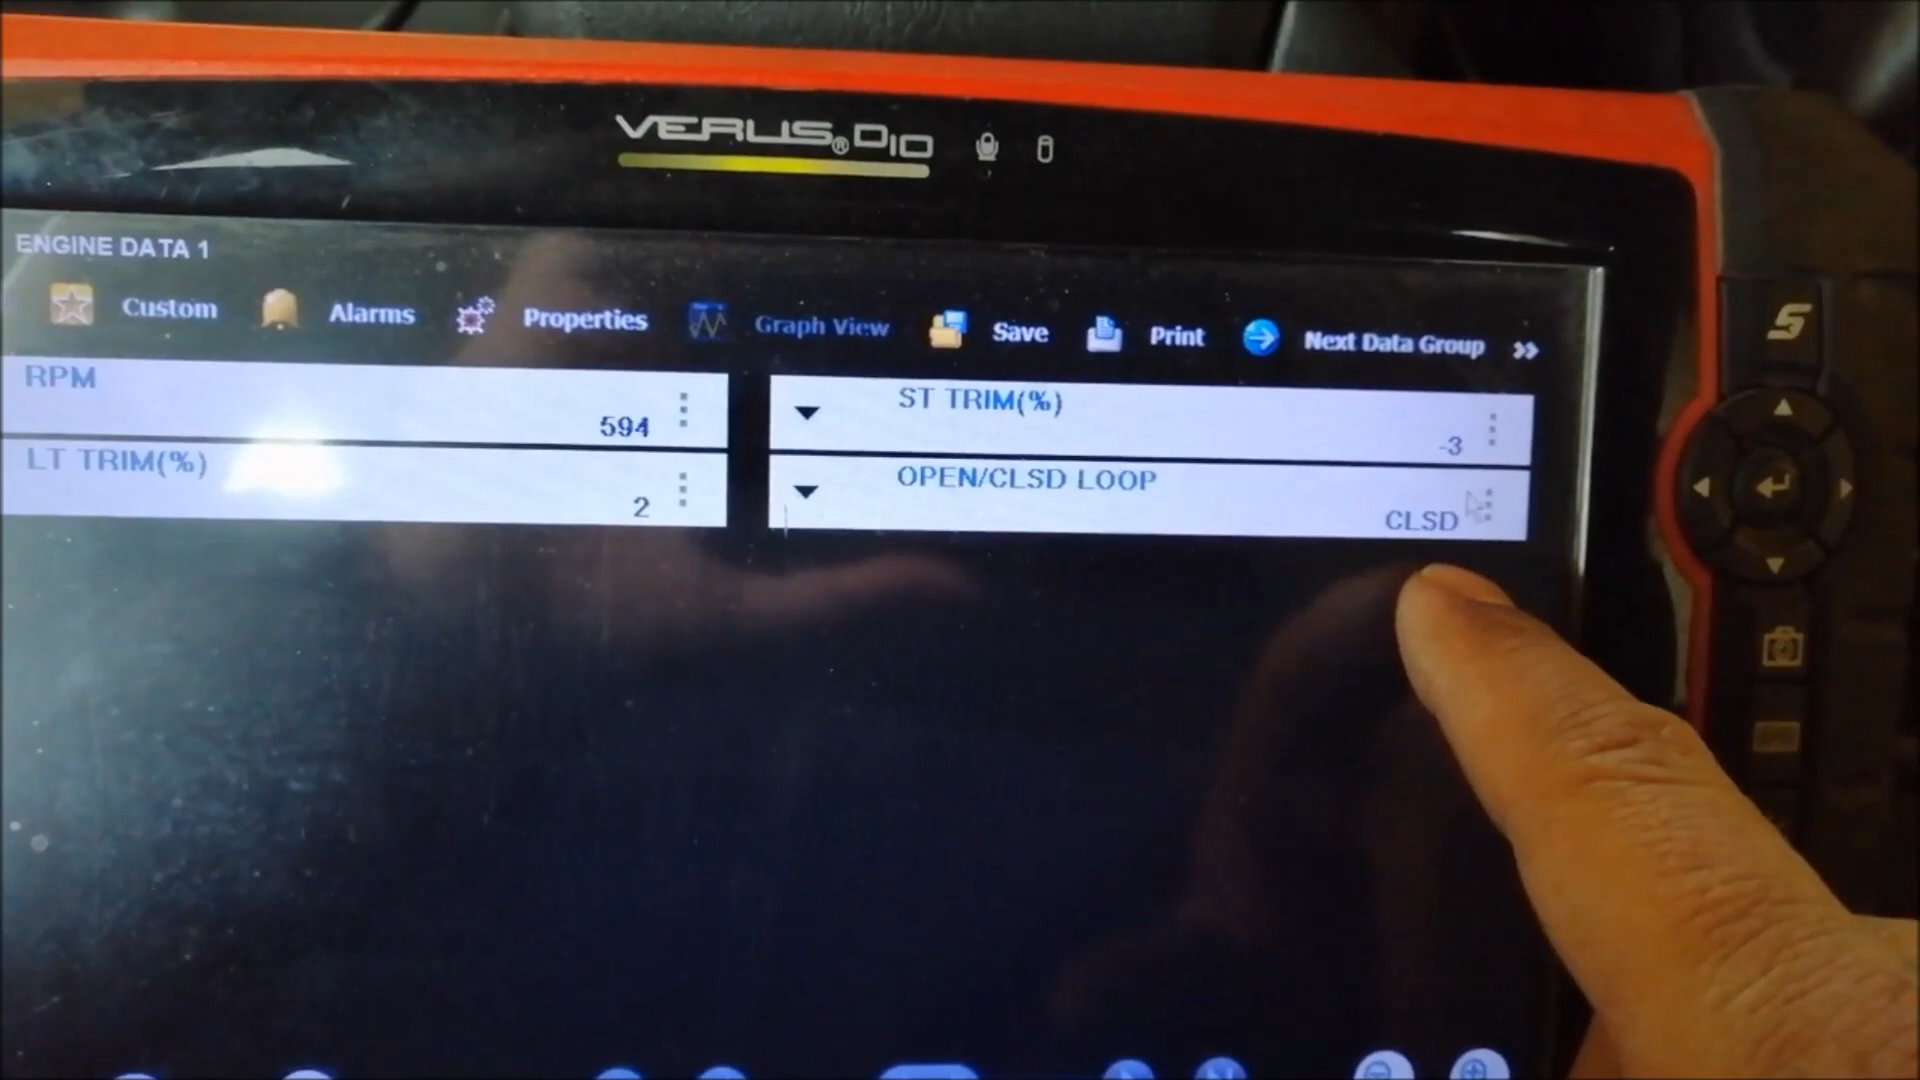 VERUS® D10
ENGINE DATA 1
Custom Alarms Properties Graph View Save Print Next Data Group »
RPM
594
ST TRIM(%)
-3
LT TRIM(%)
2
OPEN/CLSD LOOP
CLSD
S